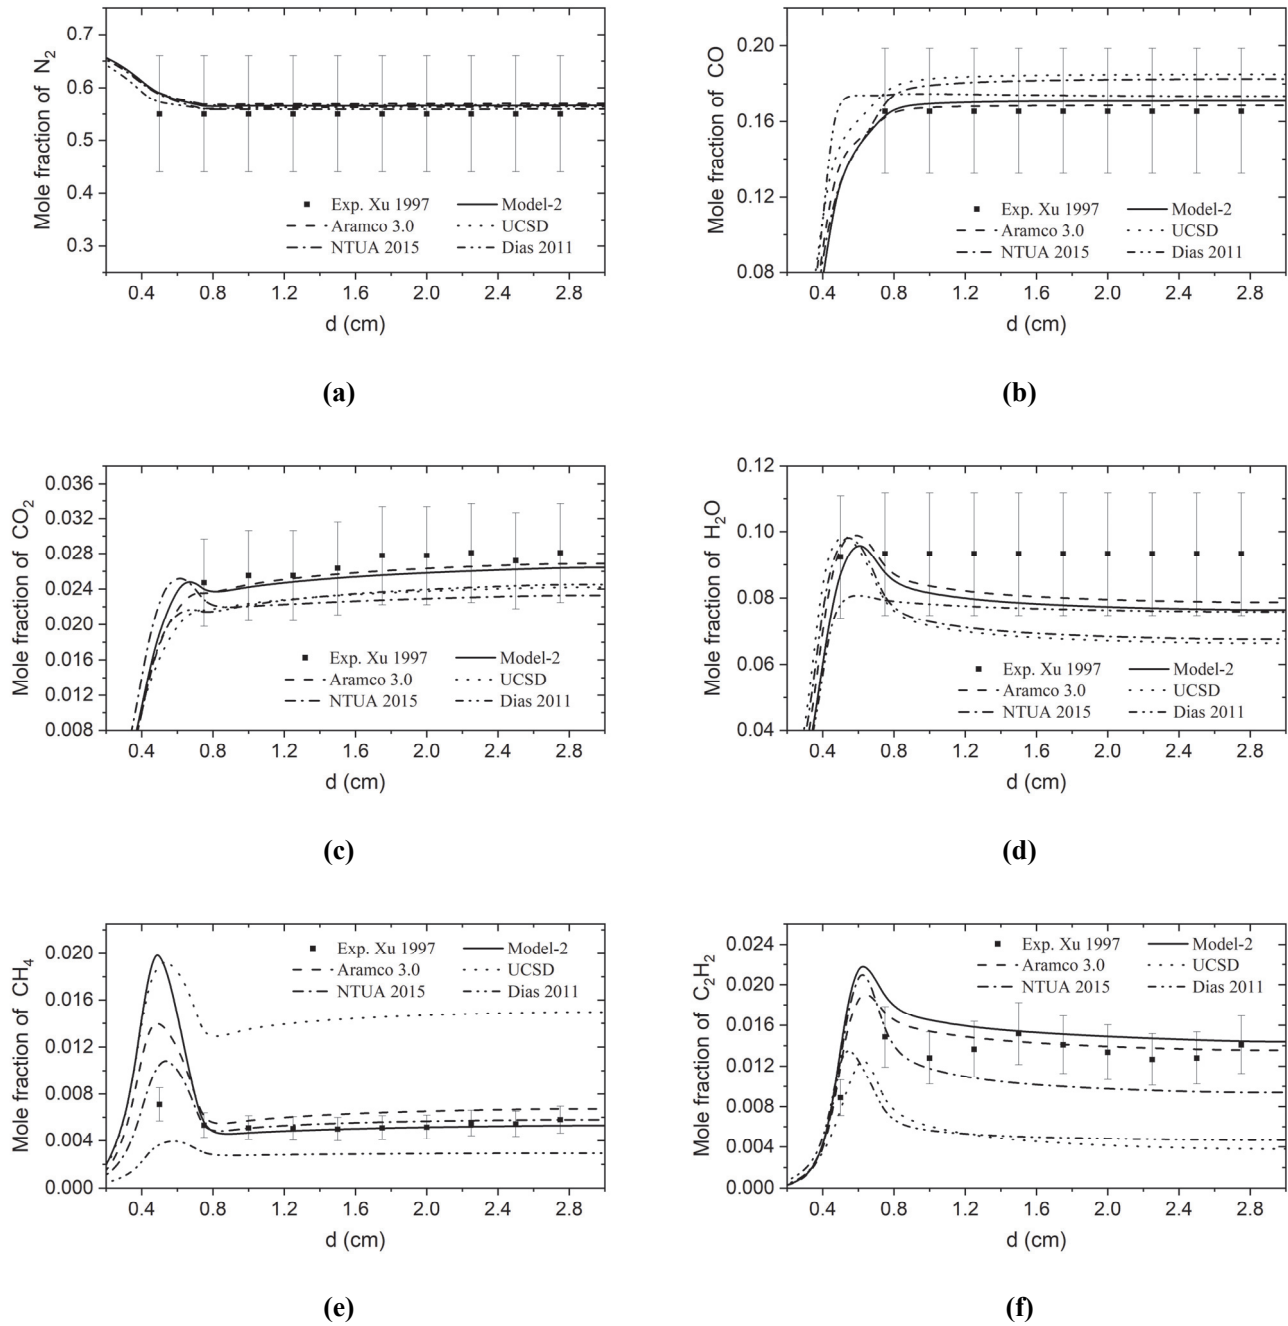 (a)
Mole fraction of N₂
0.7
0.6
0.5
0.4
0.3
Exp. Xu 1997 Model-2
Aramco 3.0 UCSD
NTUA 2015 Dias 2011
0.4 0.8 1.2 1.6 2.0 2.4 2.8
d (cm)
(b)
Mole fraction of CO
0.20
0.16
0.12
0.08
Exp. Xu 1997 Model-2
Aramco 3.0 UCSD
NTUA 2015 Dias 2011
0.4 0.8 1.2 1.6 2.0 2.4 2.8
d (cm)
(c)
Mole fraction of CO₂
0.036
0.032
0.028
0.024
0.020
0.016
0.012
0.008
Exp. Xu 1997 Model-2
Aramco 3.0 UCSD
NTUA 2015 Dias 2011
0.4 0.8 1.2 1.6 2.0 2.4 2.8
d (cm)
(d)
Mole fraction of H₂O
0.12
0.10
0.08
0.06
0.04
Exp. Xu 1997 Model-2
Aramco 3.0 UCSD
NTUA 2015 Dias 2011
0.4 0.8 1.2 1.6 2.0 2.4 2.8
d (cm)
(e)
Mole fraction of CH₄
0.020
0.016
0.012
0.008
0.004
0.000
Exp. Xu 1997 Model-2
Aramco 3.0 UCSD
NTUA 2015 Dias 2011
0.4 0.8 1.2 1.6 2.0 2.4 2.8
d (cm)
(f)
Mole fraction of C₂H₂
0.024
0.020
0.016
0.012
0.008
0.004
0.000
Exp. Xu 1997 Model-2
Aramco 3.0 UCSD
NTUA 2015 Dias 2011
0.4 0.8 1.2 1.6 2.0 2.4 2.8
d (cm)